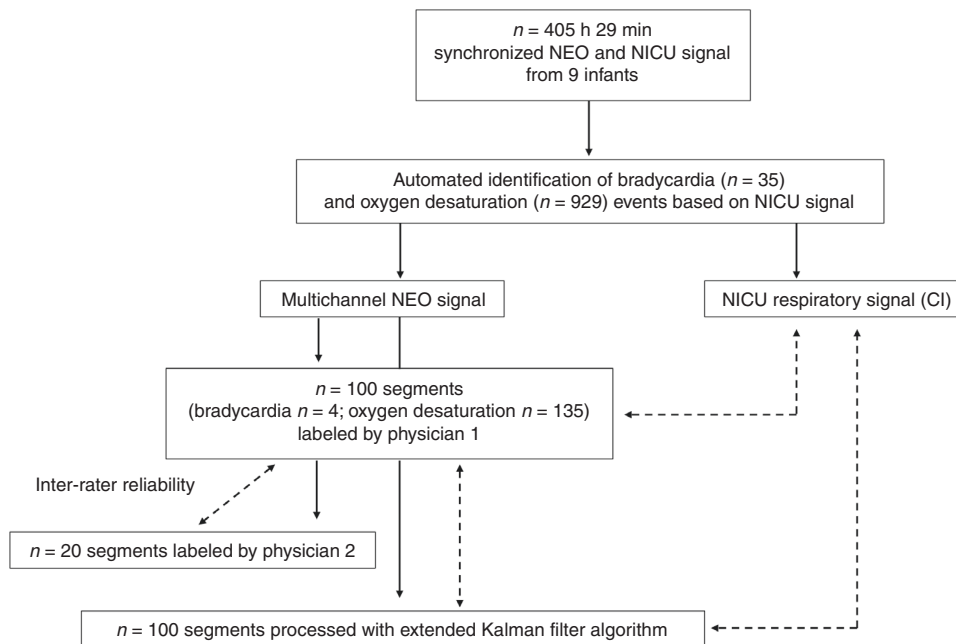 n = 405 h 29 min
synchronized NEO and NICU signal
from 9 infants
Automated identification of bradycardia (n = 35)
and oxygen desaturation (n = 929) events based on NICU signal
Multichannel NEO signal
NICU respiratory signal (CI)
n = 100 segments
(bradycardia n = 4; oxygen desaturation n = 135)
labeled by physician 1
Inter-rater reliability
n = 20 segments labeled by physician 2
n = 100 segments processed with extended Kalman filter algorithm